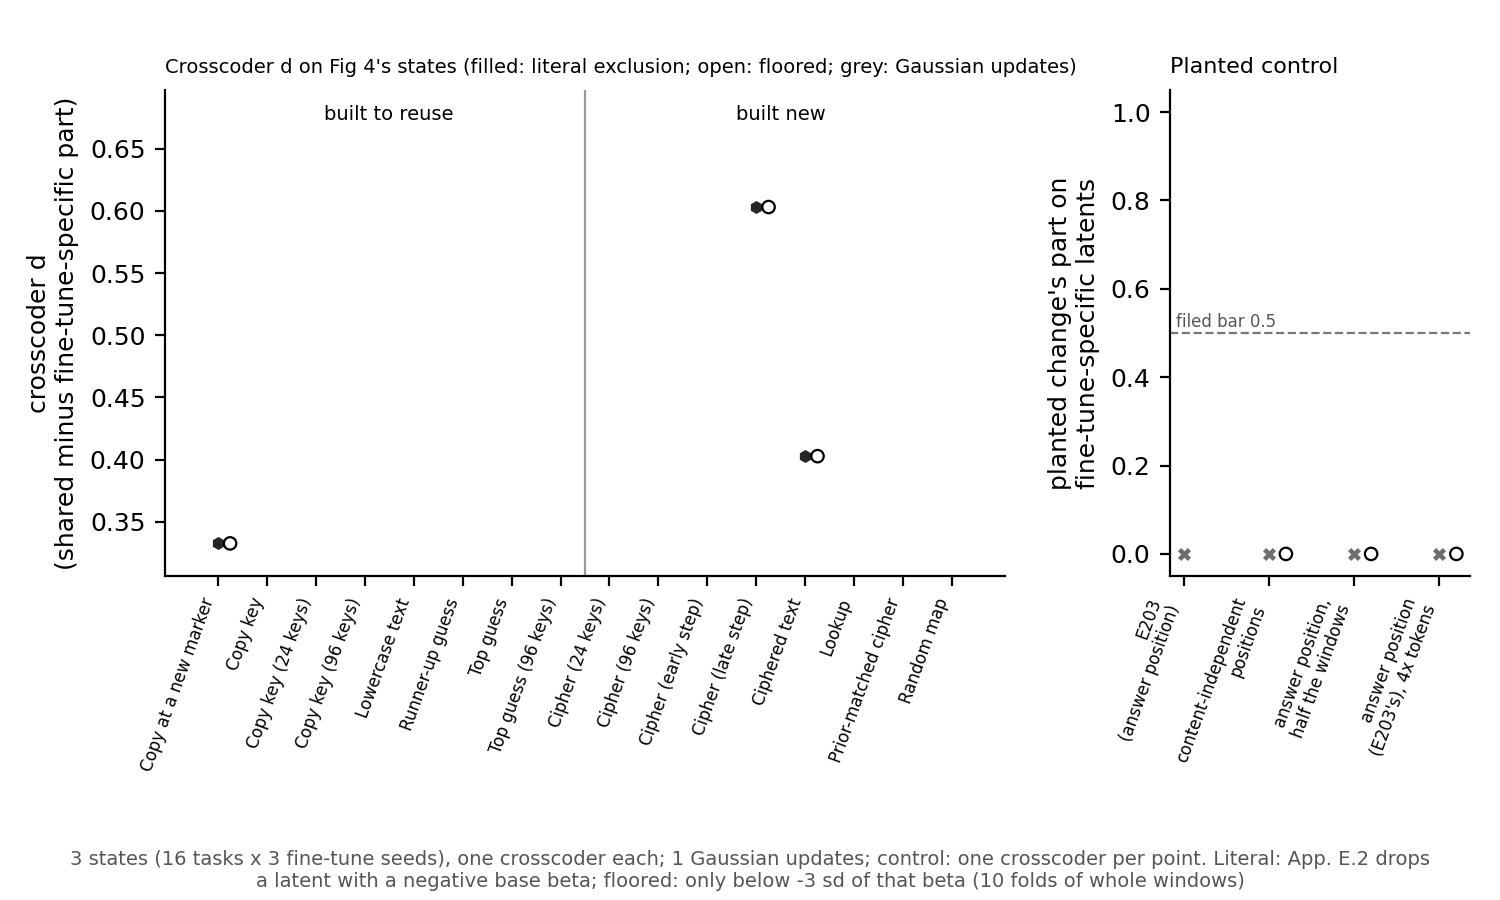 Crosscoder d on Fig 4's states (filled: literal exclusion; open: floored; grey: Gaussian updates)
built to reuse
built new
crosscoder d
(shared minus fine-tune-specific part)
0.65
0.60
0.55
0.50
0.45
0.40
0.35
Copy at a new marker
Copy key
Copy key (24 keys)
Copy key (96 keys)
Lowercase text
Runner-up guess
Top guess
Top guess (96 keys)
Cipher (24 keys)
Cipher (96 keys)
Cipher (early step)
Cipher (late step)
Ciphered text
Lookup
Prior-matched cipher
Random map
Planted control
planted change's part on
fine-tune-specific latents
1.0
0.8
0.6
filed bar 0.5
0.4
0.2
0.0
E203
(answer position)
content-independent
positions
answer position,
half the windows
answer position
(E203's), 4x tokens
3 states (16 tasks x 3 fine-tune seeds), one crosscoder each; 1 Gaussian updates; control: one crosscoder per point. Literal: App. E.2 drops
a latent with a negative base beta; floored: only below -3 sd of that beta (10 folds of whole windows)